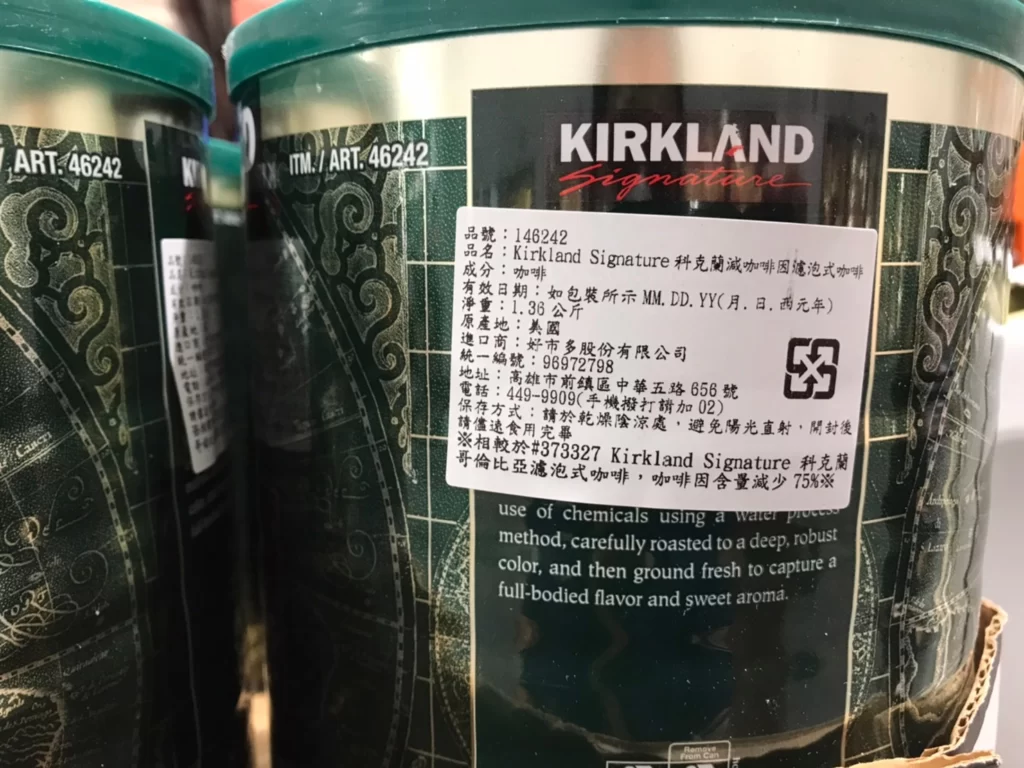 / ART. 46242
ITM. / ART. 46242
KIRKLAND
Signature
品號：146242
品名：Kirkland Signature 科克蘭減咖啡因濾泡式咖啡
成分：咖啡
有效日期：如包裝所示 MM.DD.YY(月.日.西元年)
淨重：1.36 公斤
原產地：美國
進口商：好市多股份有限公司
統一編號：96972798
地址：高雄市前鎮區中華五路 656 號
電話：449-9909(手機撥打請加 02)
保存方式：請於乾燥陰涼處，避免陽光直射，開封後
請儘速食用完畢
※相較於#373327 Kirkland Signature 科克蘭
哥倫比亞濾泡式咖啡，咖啡因含量減少 75%※
use of chemicals using a water process
method, carefully roasted to a deep, robust
color, and then ground fresh to capture a
full-bodied flavor and sweet aroma.
Remove
From Can